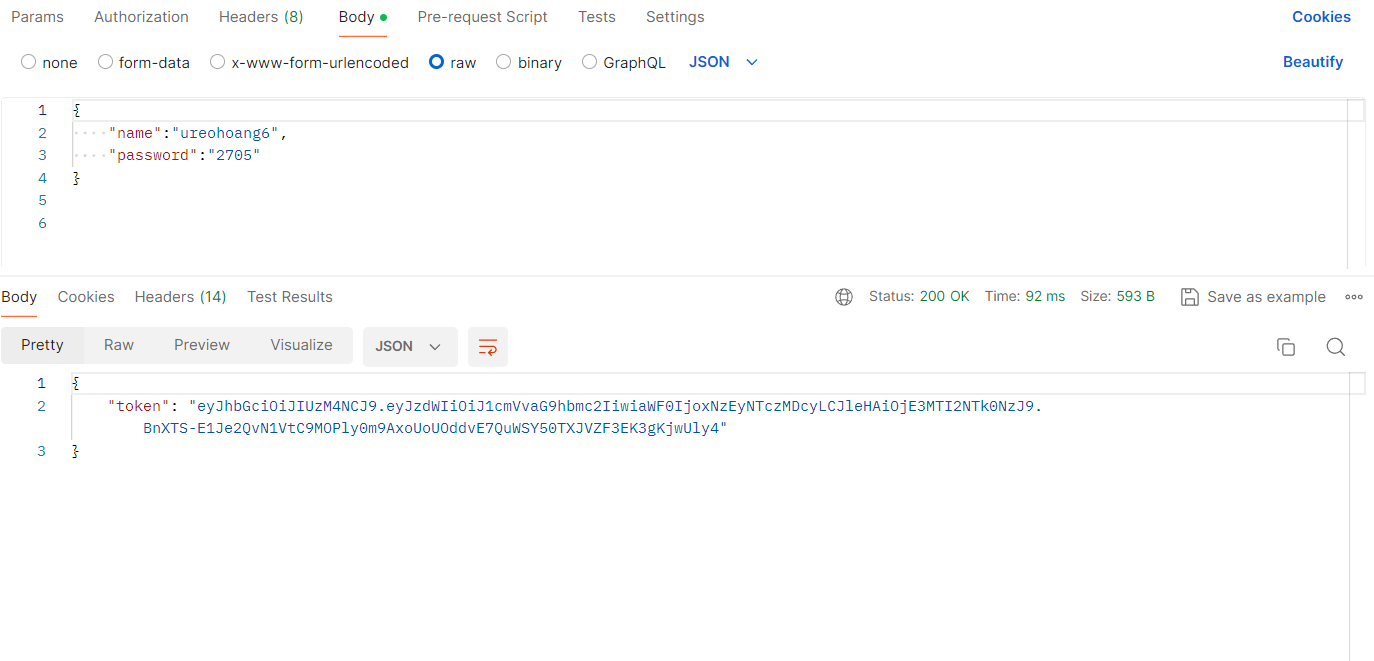 Params Authorization Headers (8) Body Pre-request Script Tests Settings Cookies
none form-data x-www-form-urlencoded raw binary GraphQL JSON Beautify
1 {
2 "name":"ureohoang6",
3 "password":"2705"
4 }
5
6
Body Cookies Headers (14) Test Results Status: 200 OK Time: 92 ms Size: 593 B Save as example
Pretty Raw Preview Visualize JSON
1 {
2 "token": "eyJhbGciOiJIUzM4NCJ9.eyJzdWIiOiJ1cmVvaG9hbmc2IiwiaWF0IjoxNzEyNTczMDcyLCJleHAiOjE3MTI2NTk0NzJ9.
BnXTS-E1Je2QvN1VtC9MOPly0m9AxoUoUOddvE7QuWSY50TXJVZF3EK3gKjwUly4"
3 }